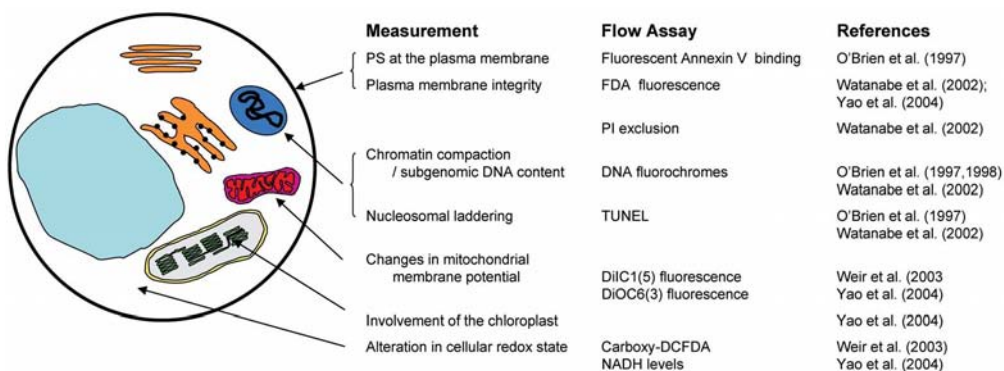 Measurement Flow Assay References
PS at the plasma membrane Fluorescent Annexin V binding O'Brien et al. (1997)
Plasma membrane integrity FDA fluorescence Watanabe et al. (2002);
Yao et al. (2004)
PI exclusion Watanabe et al. (2002)
Chromatin compaction
/ subgenomic DNA content DNA fluorochromes O'Brien et al. (1997,1998)
Watanabe et al. (2002)
Nucleosomal laddering TUNEL O'Brien et al. (1997)
Watanabe et al. (2002)
Changes in mitochondrial
membrane potential DilC1(5) fluorescence Weir et al. (2003
DiOC6(3) fluorescence Yao et al. (2004)
Involvement of the chloroplast Yao et al. (2004)
Alteration in cellular redox state Carboxy-DCFDA Weir et al. (2003)
NADH levels Yao et al. (2004)